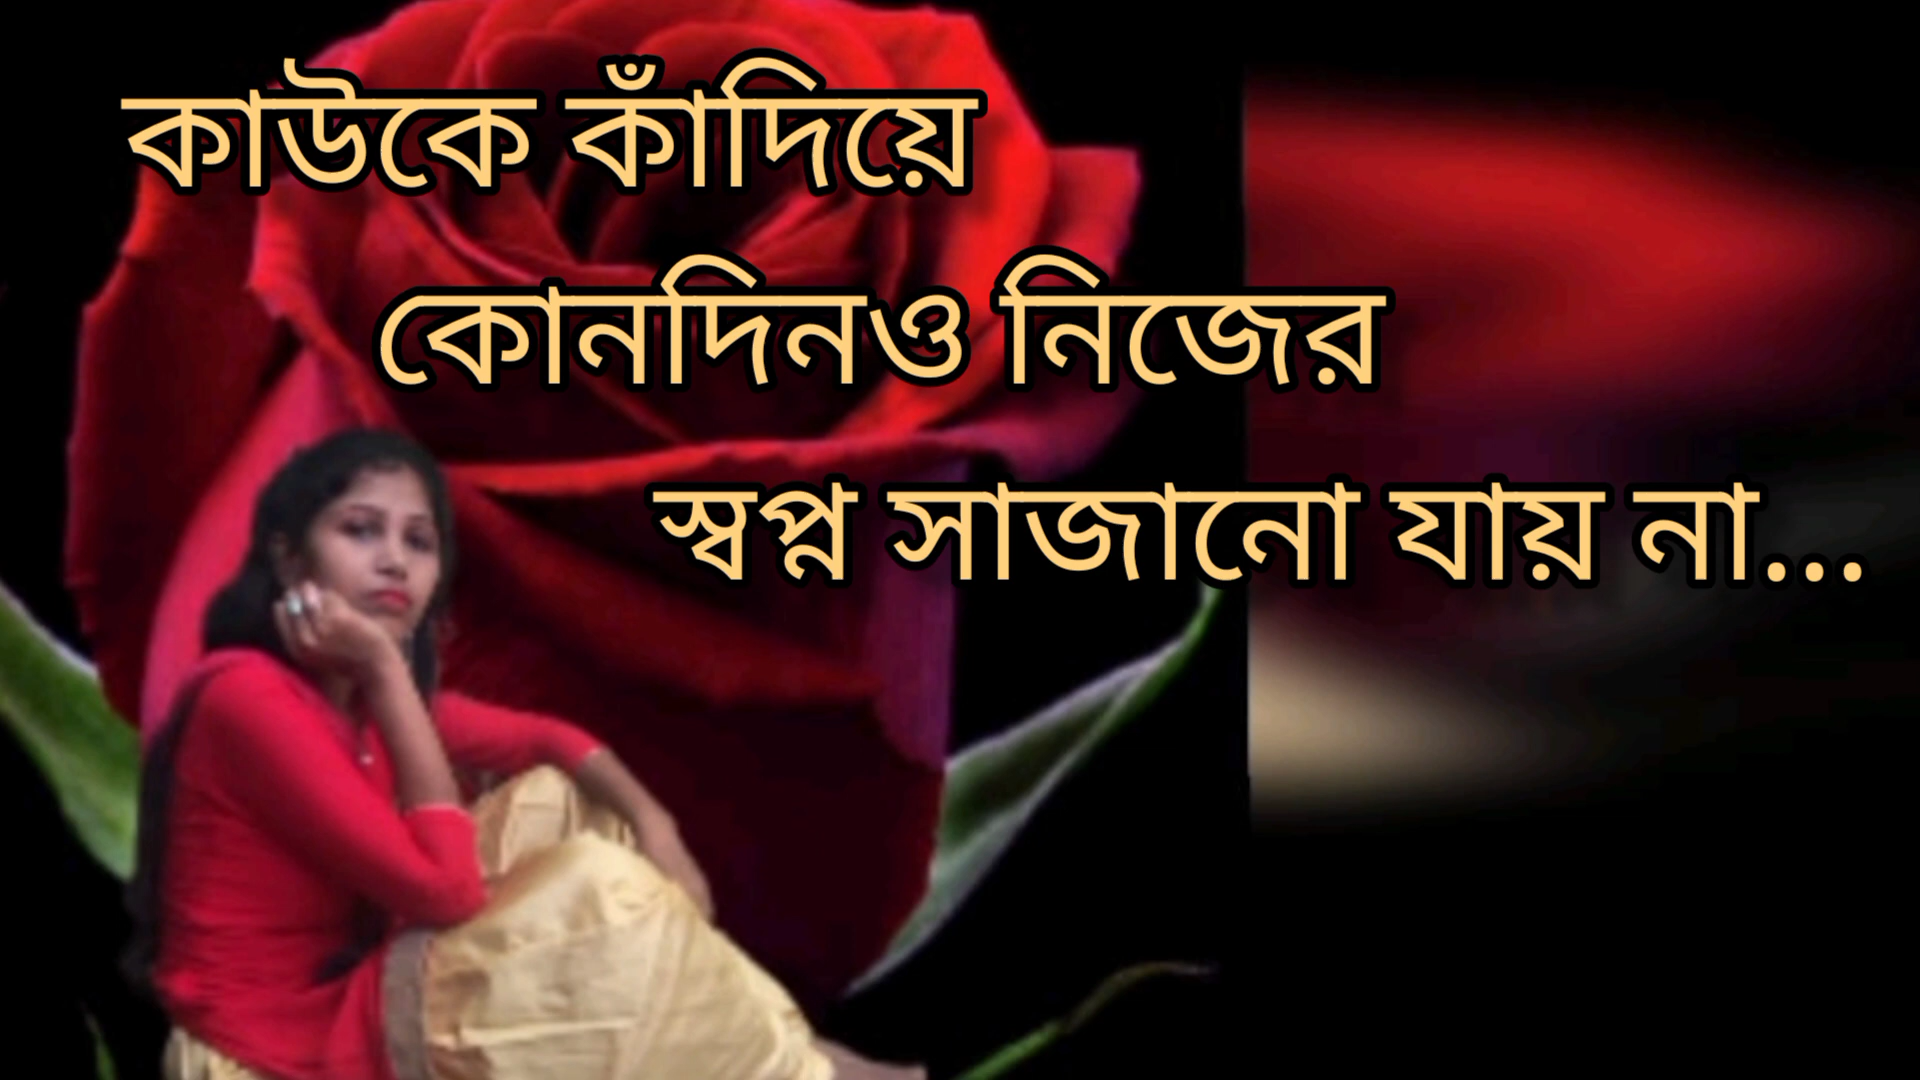 কাউকে কাঁদিয়ে
কোনদিনও নিজের
স্বপ্ন সাজানো যায় না...